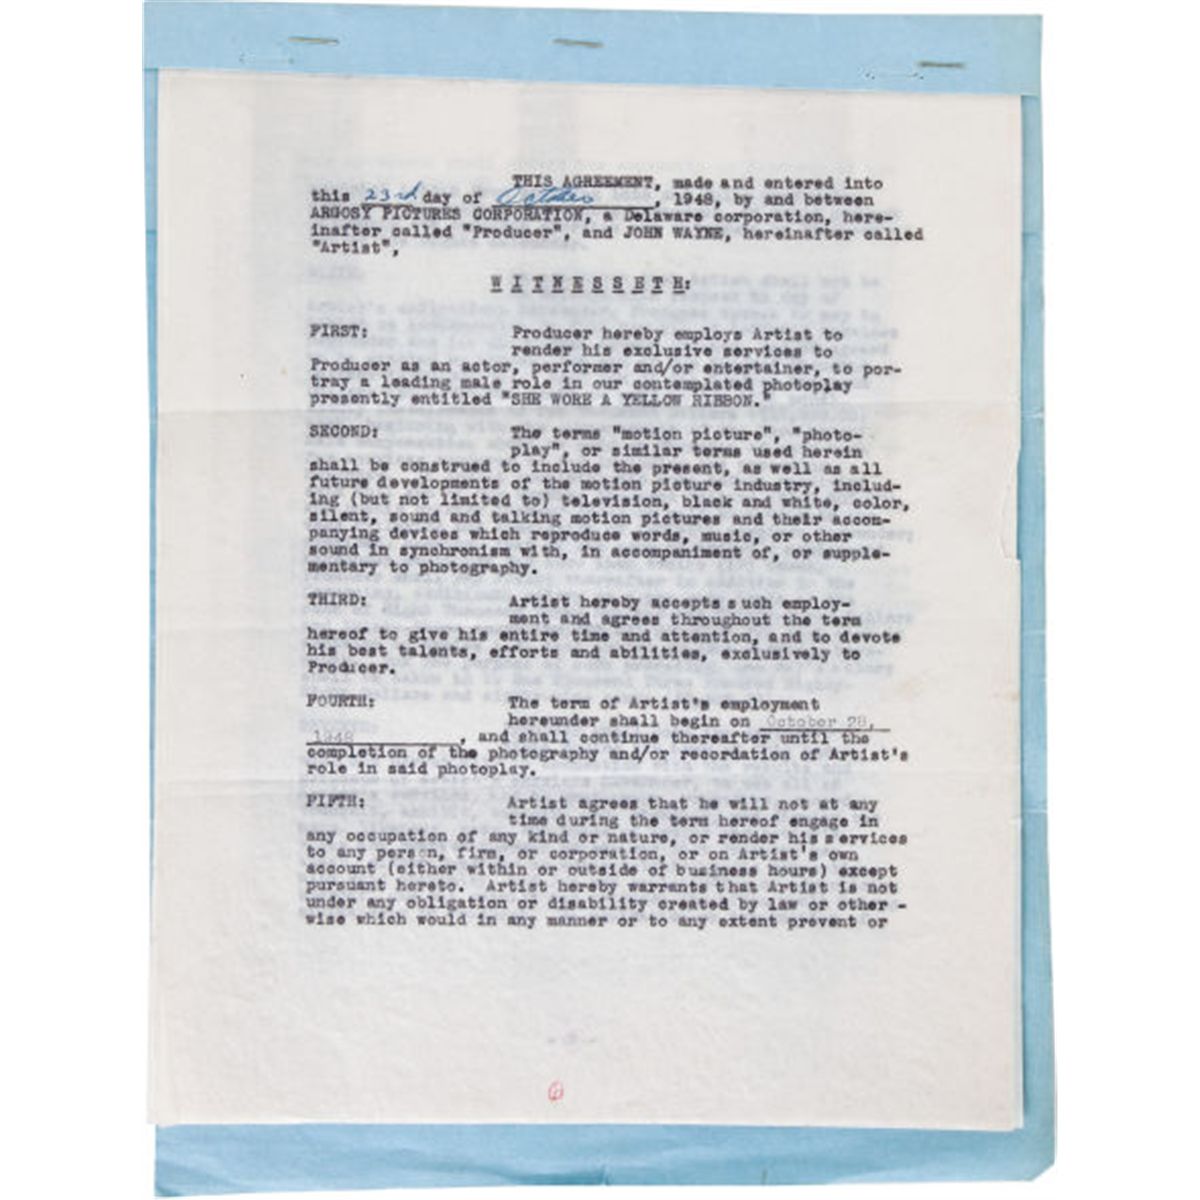 THIS AGREEMENT, made and entered into
this 23rd day of October, 1948, by and between
ARGOSY PICTURES CORPORATION, a Delaware corporation, here-
inafter called "Producer", and JOHN WAYNE, hereinafter called
"Artist",
W I T N E S S E T H:
FIRST: Producer hereby employs Artist to
render his exclusive services to
Producer as an actor, performer and/or entertainer, to por-
tray a leading male role in our contemplated photoplay
presently entitled "SHE WORE A YELLOW RIBBON."
SECOND: The terms "motion picture", "photo-
play", or similar terms used herein
shall be construed to include the present, as well as all
future developments of the motion picture industry, includ-
ing (but not limited to) television, black and white, color,
silent, sound and talking motion pictures and their accom-
panying devices which reproduce words, music, or other
sound in synchronism with, in accompaniment of, or supple-
mentary to photography.
THIRD: Artist hereby accepts such employ-
ment and agrees throughout the term
hereof to give his entire time and attention, and to devote
his best talents, efforts and abilities, exclusively to
Producer.
FOURTH: The term of Artist's employment
hereunder shall begin on October 28,
1948, and shall continue thereafter until the
completion of the photography and/or recordation of Artist's
role in said photoplay.
FIFTH: Artist agrees that he will not at any
time during the term hereof engage in
any occupation of any kind or nature, or render his services
to any person, firm, or corporation, or on Artist's own
account (either within or outside of business hours) except
pursuant hereto. Artist hereby warrants that Artist is not
under any obligation or disability created by law or other-
wise which would in any manner or to any extent prevent or